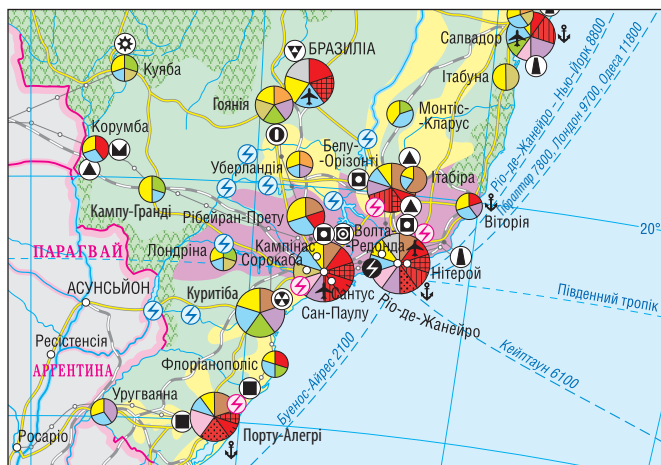 Салвадор
БРАЗИЛІА
Куяба
Ітабуна
Гоянія
Монтіс-
Кларус
Корумба
Белу-
Орізонті
Уберландія
Ітабіра
Кампу-Гранді
Рібейран-Прету
Віторія
20°
ПАРАГВАЙ
Лондріна
Кампінас
Волта-
Редонда
Сорокаба
Нітерой
АСУНСЬЙОН
Куритіба
Сантус
Сан-Паулу
Ріо-де-Жанейро
Південний тропік
Ресістенсія
АРГЕНТИНА
Флоріанополіс
Кейптаун 6100
Буенос-Айрес 2100
Уругваяна
Росаріо
Порту-Алегрі
Ріо-де-Жанейро – Нью-Йорк 8800
Гібралтар 7800, Лондон 9700, Одеса 11800